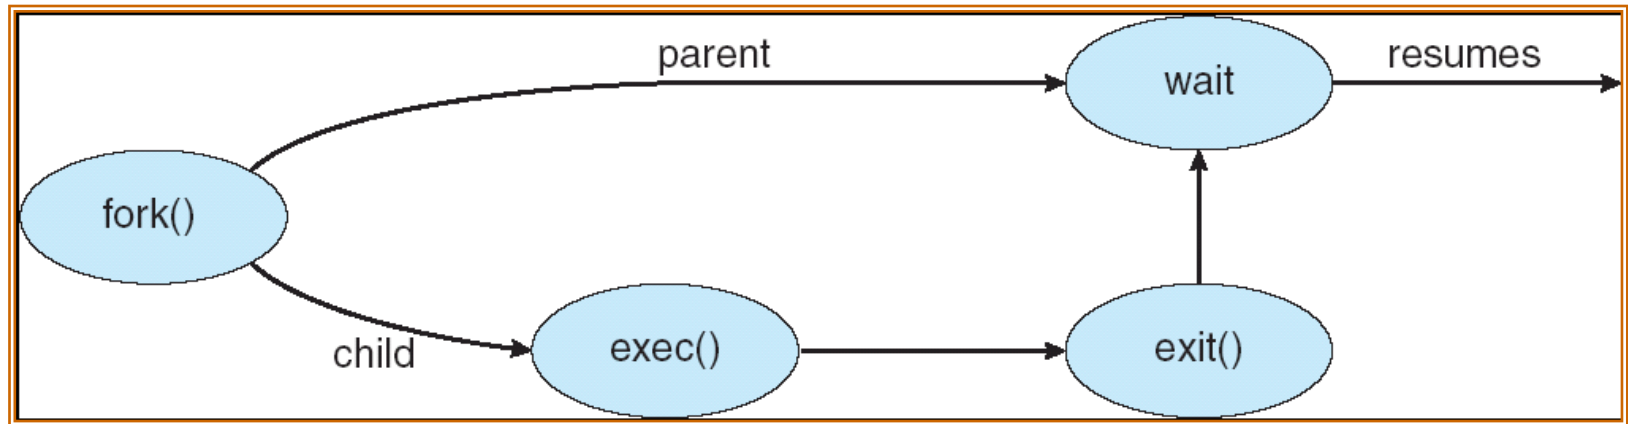 parent
wait
resumes
fork()
child
exec()
exit()